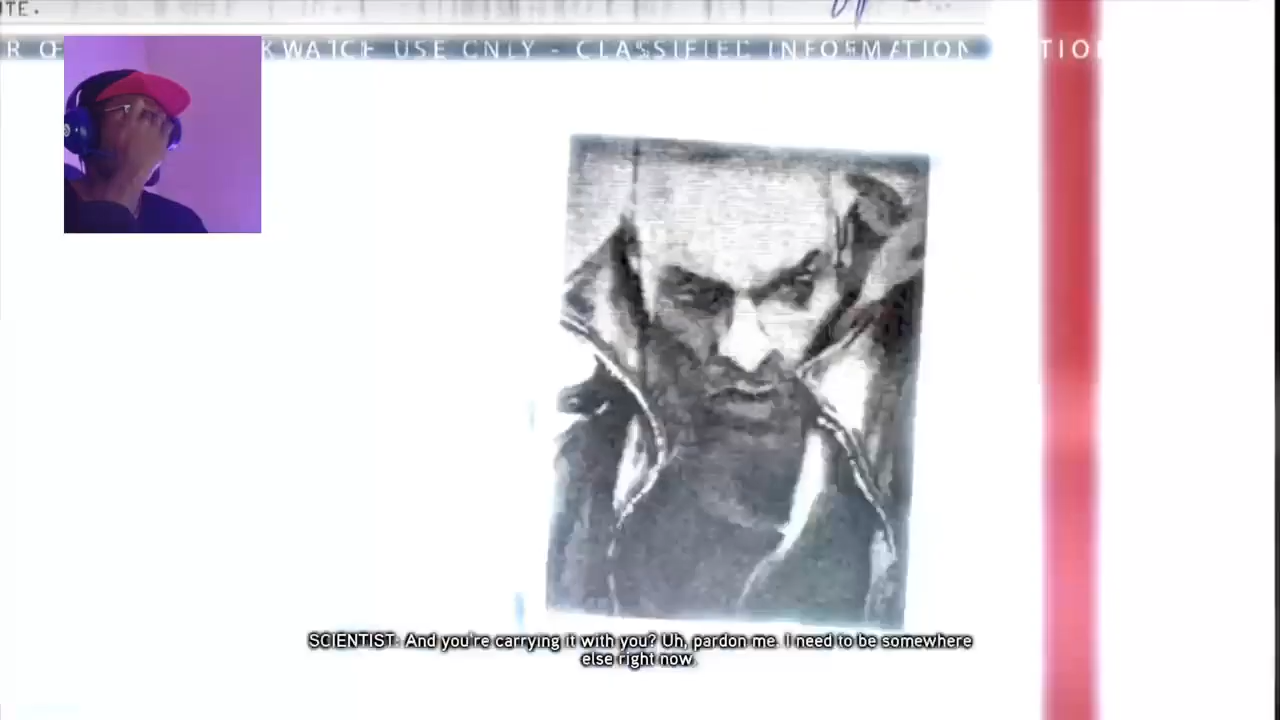 ITE.
KWATCH USE ONLY - CLASSIFIED INFORMATION
SCIENTIST: And you're carrying it with you? Uh, pardon me. I need to be somewhere
else right now.